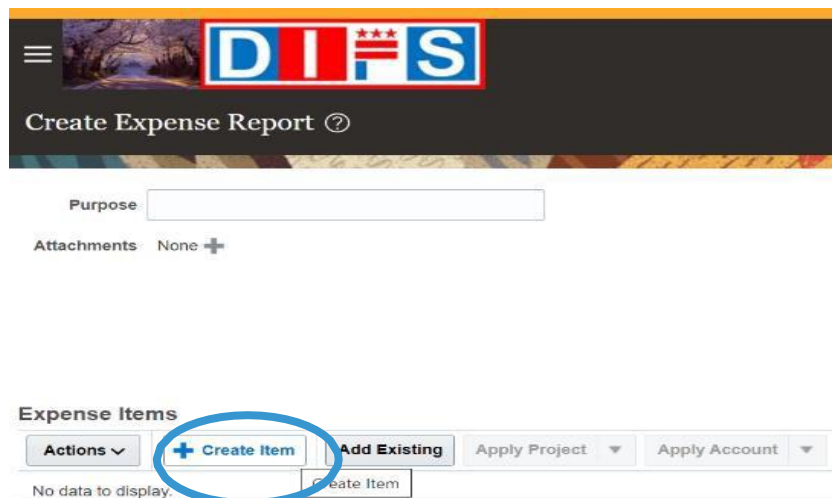 DIFS
Create Expense Report ?
Purpose
Attachments None
Expense Items
Actions Create Item Add Existing Apply Project Apply Account
No data to display.
Create Item